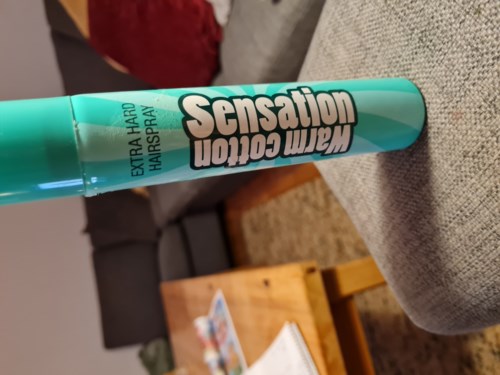 EXTRA HARD
HAIRSPRAY
Sensation
Warm cotton